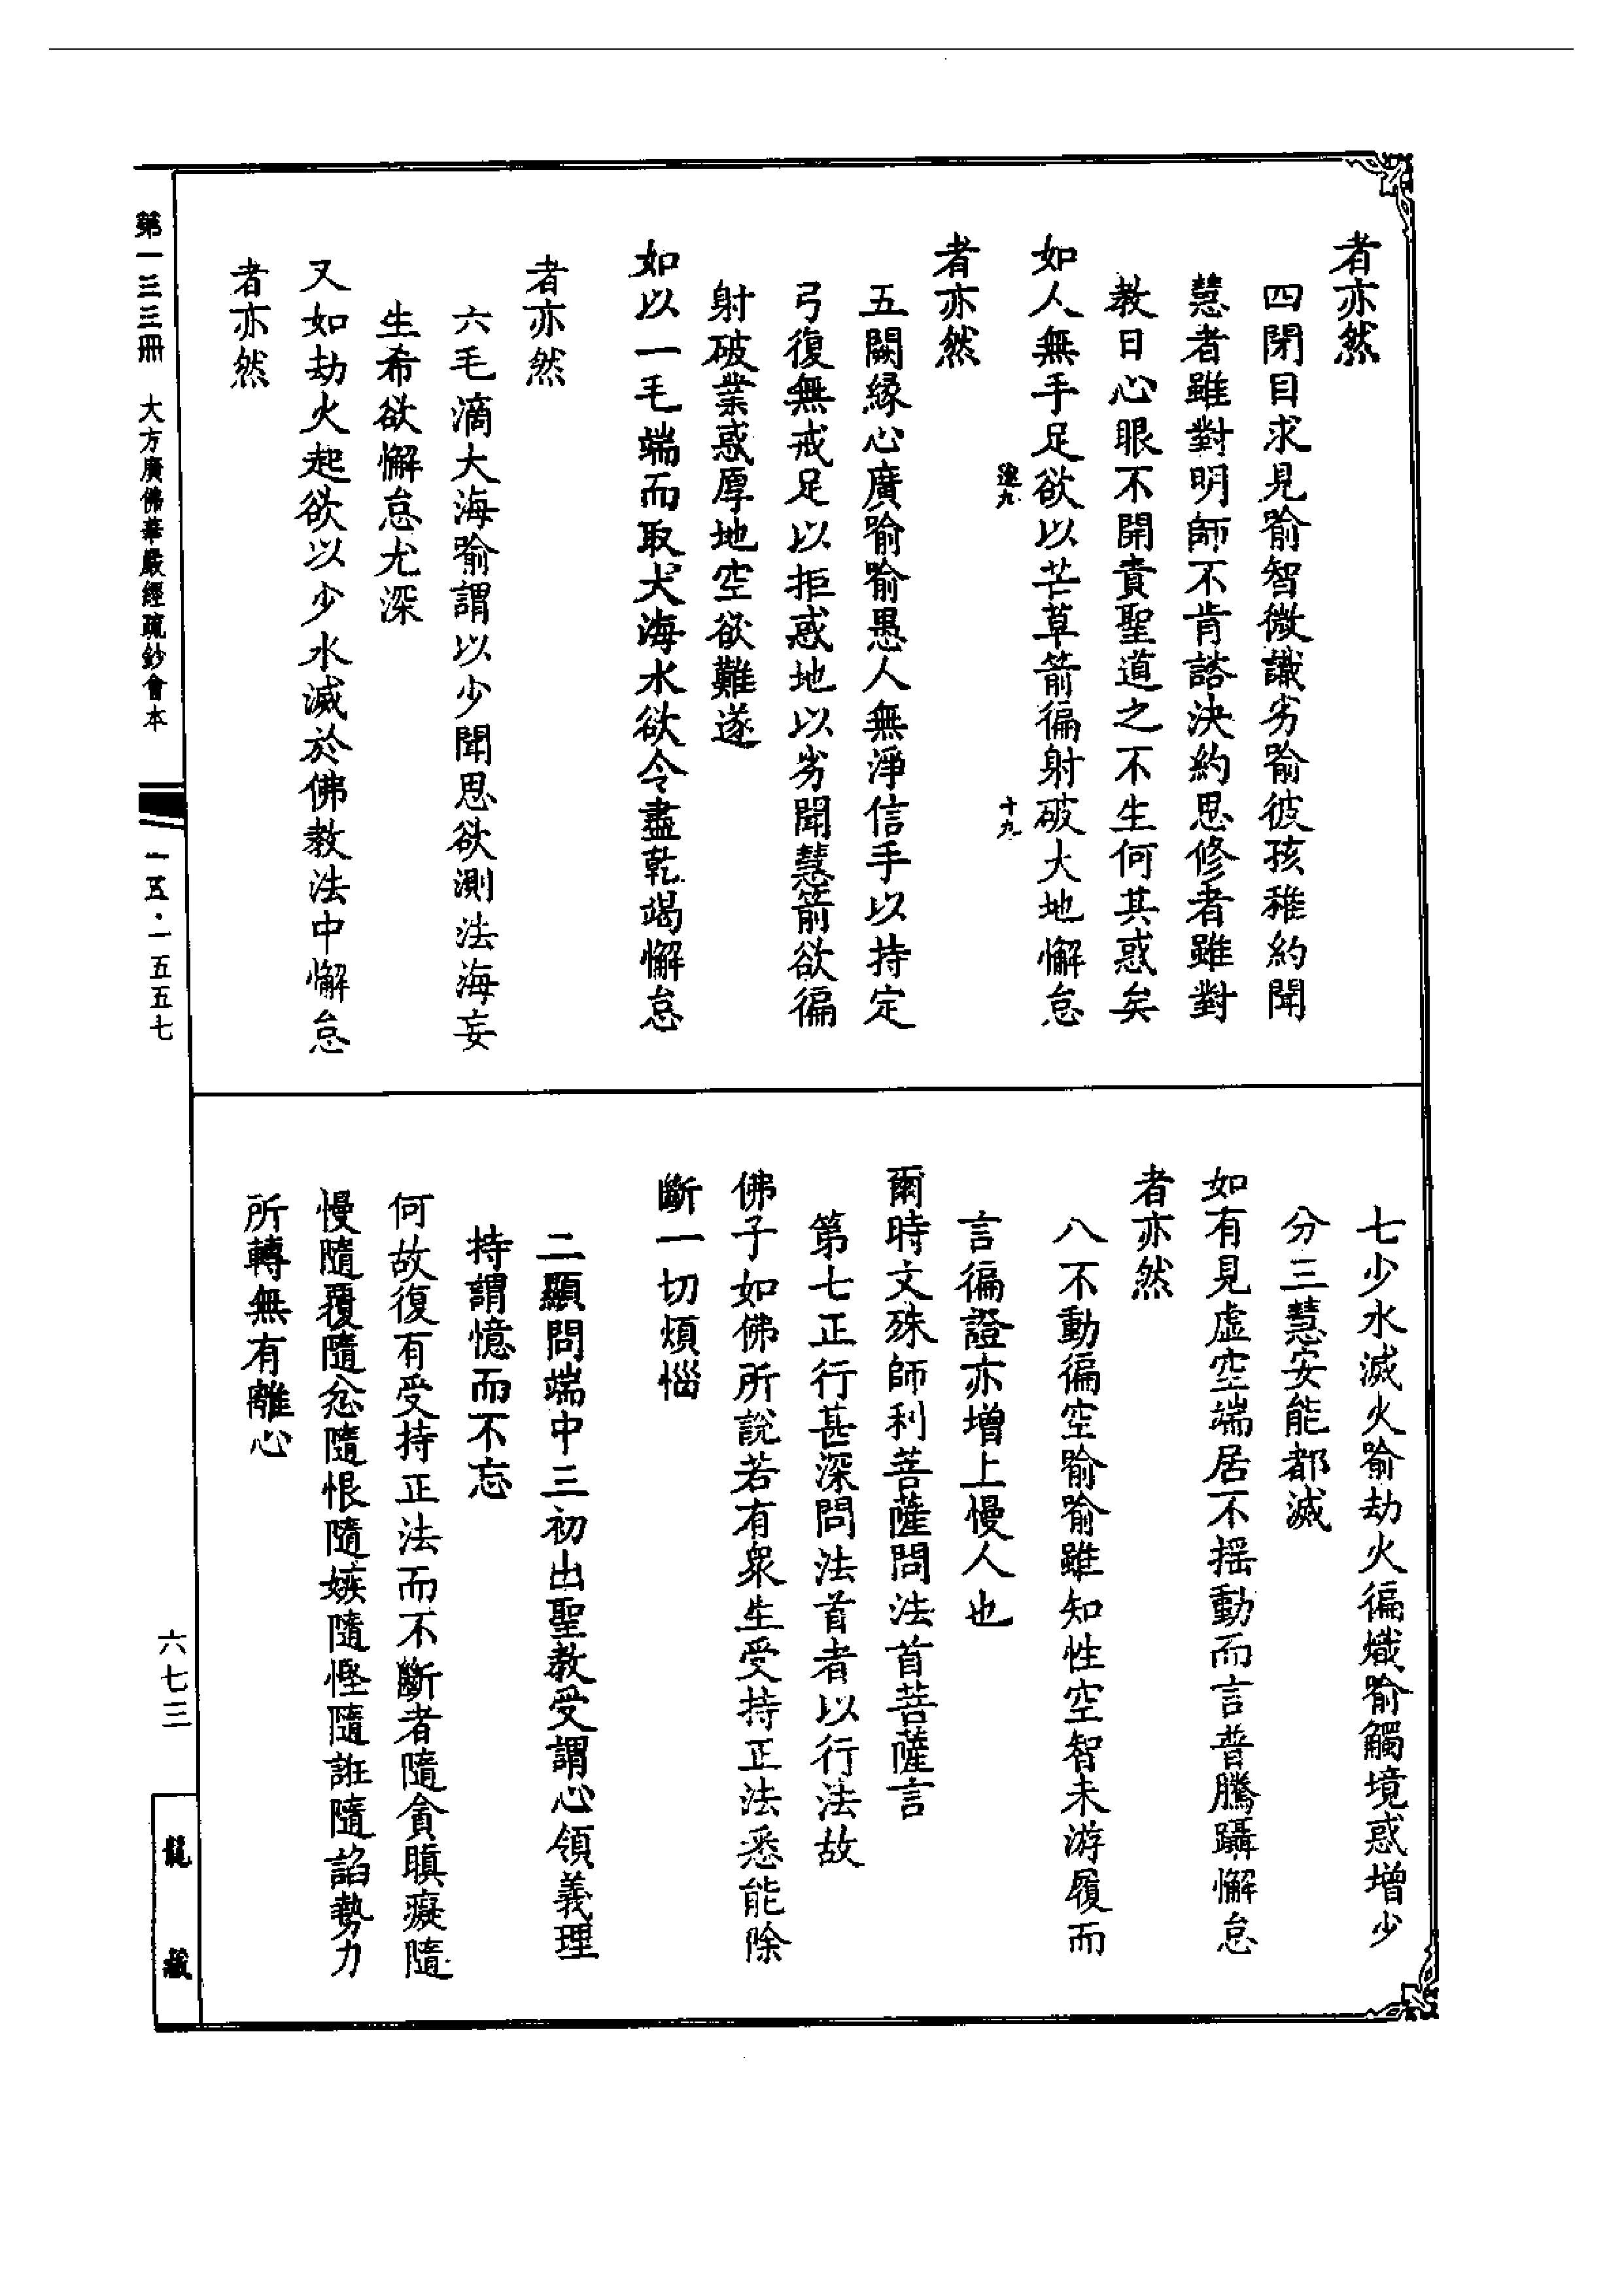 者亦然
四閉目求見喻智微識劣喻彼孩稚約聞
慧者雖對明師不肯諮決約思修者雖對
教日心眼不開責聖道之不生何其惑矣
如人無手足欲以芒草箭徧射破大地懈怠
十九
者亦然
五闕緣心廣喻喻愚人無淨信手以持定
弓復無戒足以拒惑地以劣聞慧箭欲徧
射破業惑厚地空欲難遂
如以一毛端而取大海水欲令盡乾竭懈怠
者亦然
六毛滴大海喻謂以少聞思欲測法海妄
生希欲懈怠尤深
又如劫火起欲以少水滅於佛教法中懈怠
者亦然
七少水滅火喻劫火徧熾喻觸境惑增少
分三慧安能都滅
如有見虛空端居不搖動而言普騰躡懈怠
者亦然
八不動徧空喻喻雖知性空智未游履而
言徧證亦增上慢人也
爾時文殊師利菩薩問法首菩薩言
第七正行甚深問法首者以行法故
佛子如佛所說若有眾生受持正法悉能除
斷一切煩惱
二顯問端中三初出聖教受謂心領義理
持謂憶而不忘
何故復有受持正法而不斷者隨貪瞋癡隨
慢隨覆隨忿隨恨隨嫉隨慳隨誑隨諂勢力
所轉無有離心
第一三三冊 大方廣佛華嚴經疏鈔會本
一五·一五五七
六七三
龍藏